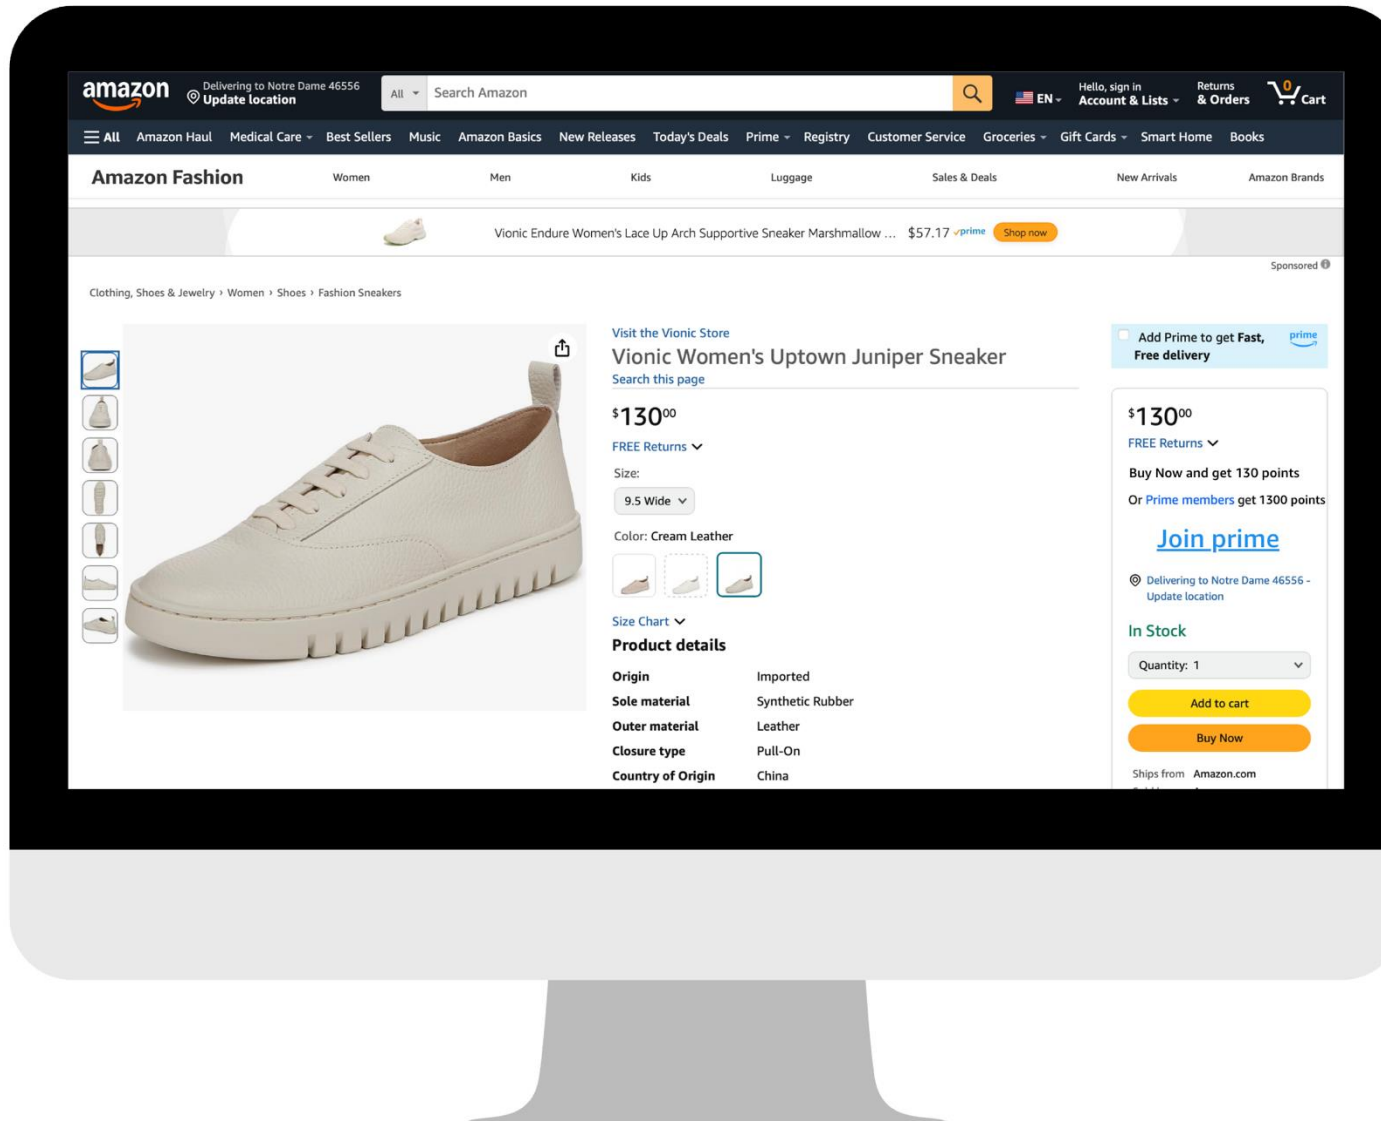 amazon
Delivering to Notre Dame 46556
Update location
All
Search Amazon
EN
Hello, sign in
Account & Lists
Returns
& Orders
0
Cart
All Amazon Haul Medical Care Best Sellers Music Amazon Basics New Releases Today's Deals Prime Registry Customer Service Groceries Gift Cards Smart Home Books
Amazon Fashion Women Men Kids Luggage Sales & Deals New Arrivals Amazon Brands
Vionic Endure Women's Lace Up Arch Supportive Sneaker Marshmallow ... $57.17 prime Shop now
Sponsored
Clothing, Shoes & Jewelry › Women › Shoes › Fashion Sneakers
Visit the Vionic Store
Vionic Women's Uptown Juniper Sneaker
Search this page
$13000
FREE Returns
Size:
9.5 Wide
Color: Cream Leather
Size Chart
Product details
Origin Imported
Sole material Synthetic Rubber
Outer material Leather
Closure type Pull-On
Country of Origin China
Add Prime to get Fast,
Free delivery
prime
$13000
FREE Returns
Buy Now and get 130 points
Or Prime members get 1300 points
Join prime
Delivering to Notre Dame 46556 -
Update location
In Stock
Quantity: 1
Add to cart
Buy Now
Ships from Amazon.com